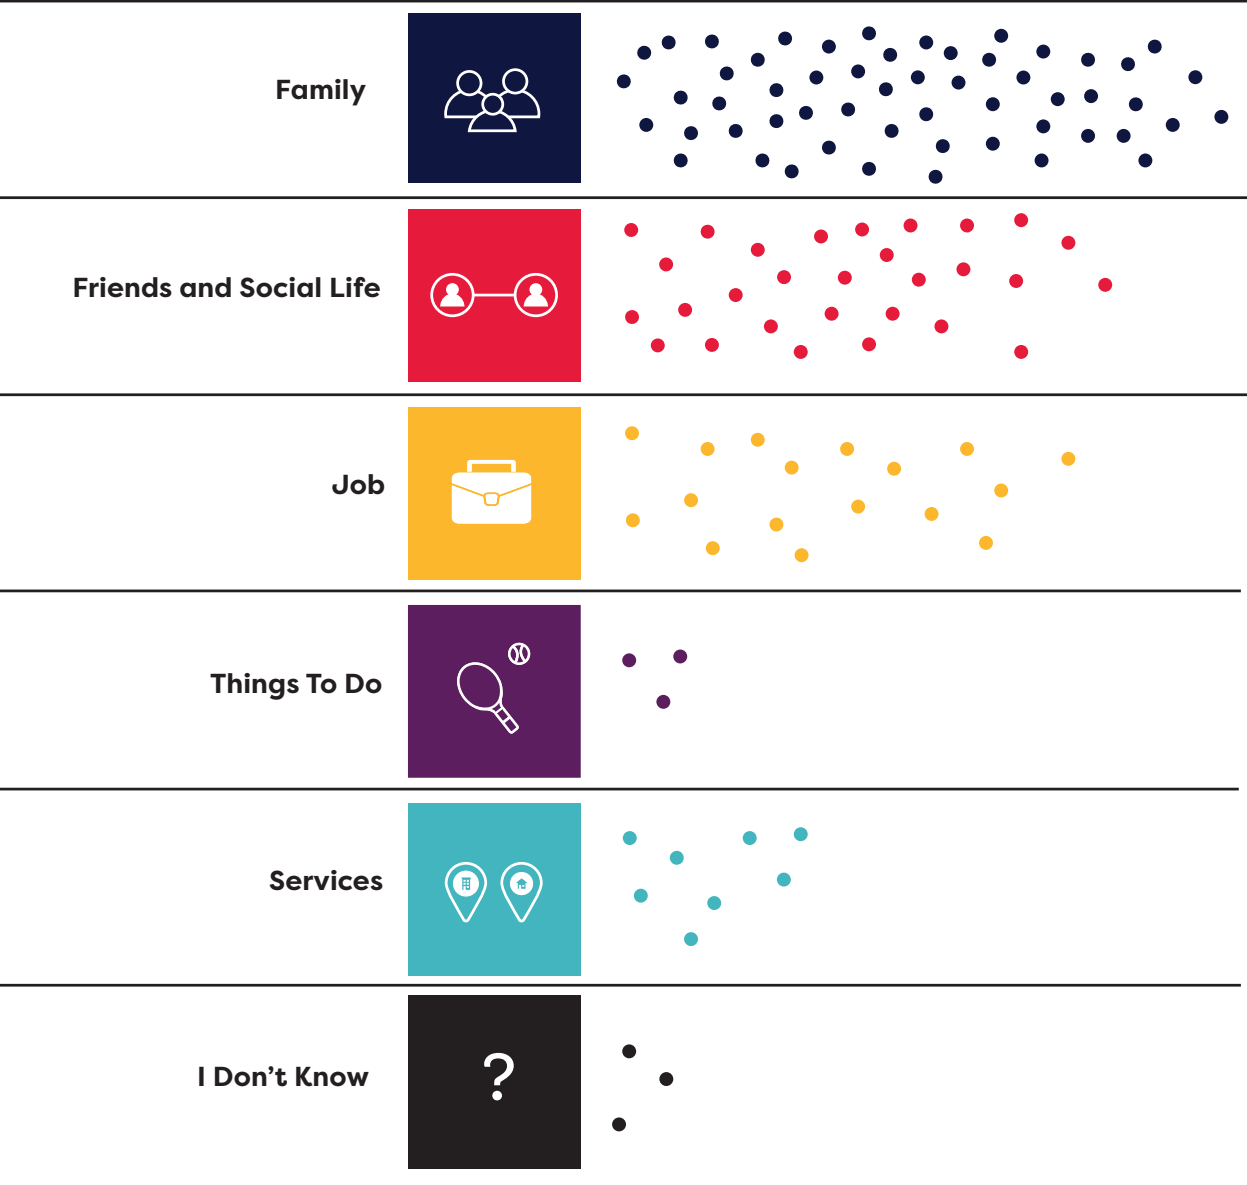 Family
Friends and Social Life
Job
Things To Do
Services
?
I Don’t Know